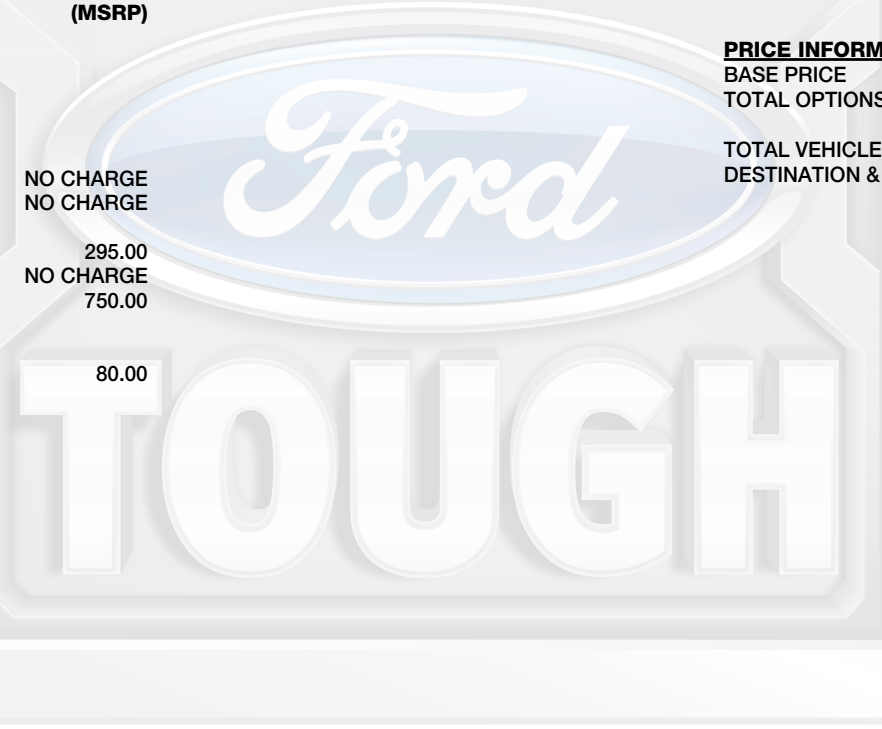 (MSRP)
NO CHARGE
NO CHARGE
295.00
NO CHARGE
750.00
80.00
PRICE INFORM
BASE PRICE
TOTAL OPTIONS
TOTAL VEHICLE
DESTINATION &
Ford
TOUGH